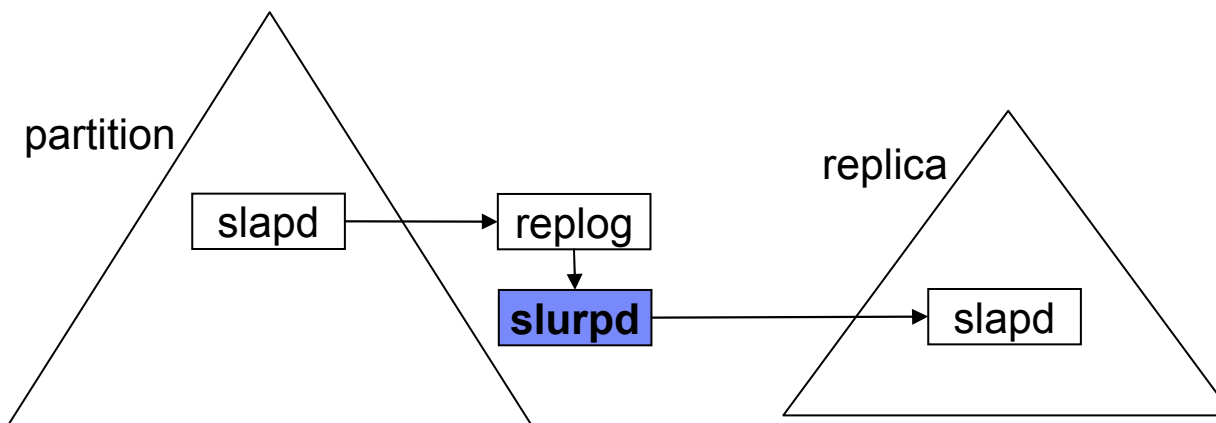 partition
replica
slapd
replog
slurpd
slapd